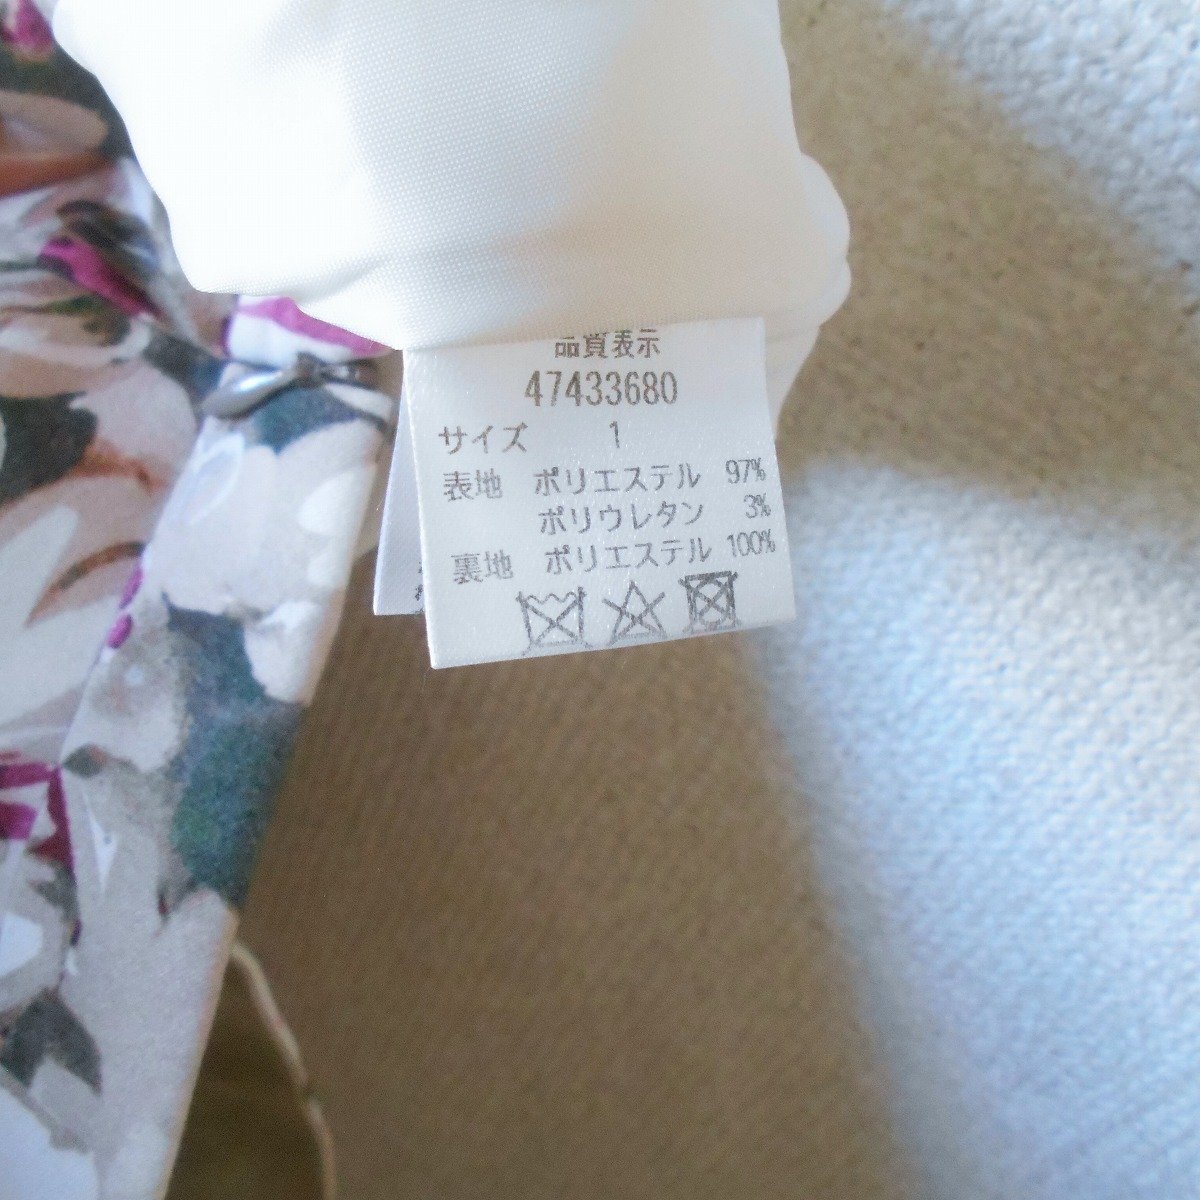 品質表示
47433680
サイズ 1
表地 ポリエステル 97%
ポリウレタン 3%
裏地 ポリエステル 100%